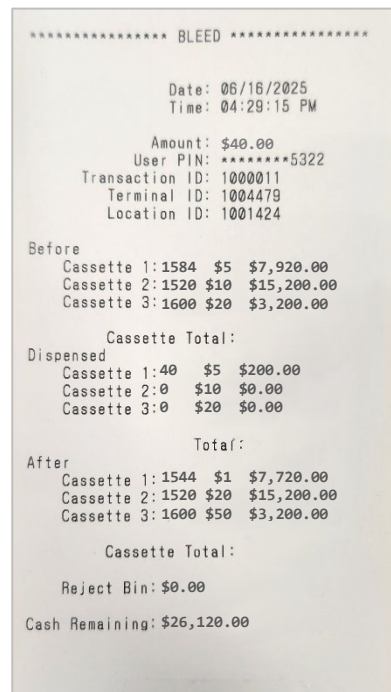 **************** BLEED ****************
Date: 06/16/2025
Time: 04:29:15 PM
Amount: $40.00
User PIN: ********5322
Transaction ID: 1000011
Terminal ID: 1004479
Location ID: 1001424
Before
Cassette 1: 1584 $5 $7,920.00
Cassette 2: 1520 $10 $15,200.00
Cassette 3: 1600 $20 $3,200.00
Cassette Total:
Dispensed
Cassette 1: 40 $5 $200.00
Cassette 2: 0 $10 $0.00
Cassette 3: 0 $20 $0.00
Total:
After
Cassette 1: 1544 $1 $7,720.00
Cassette 2: 1520 $20 $15,200.00
Cassette 3: 1600 $50 $3,200.00
Cassette Total:
Reject Bin: $0.00
Cash Remaining: $26,120.00